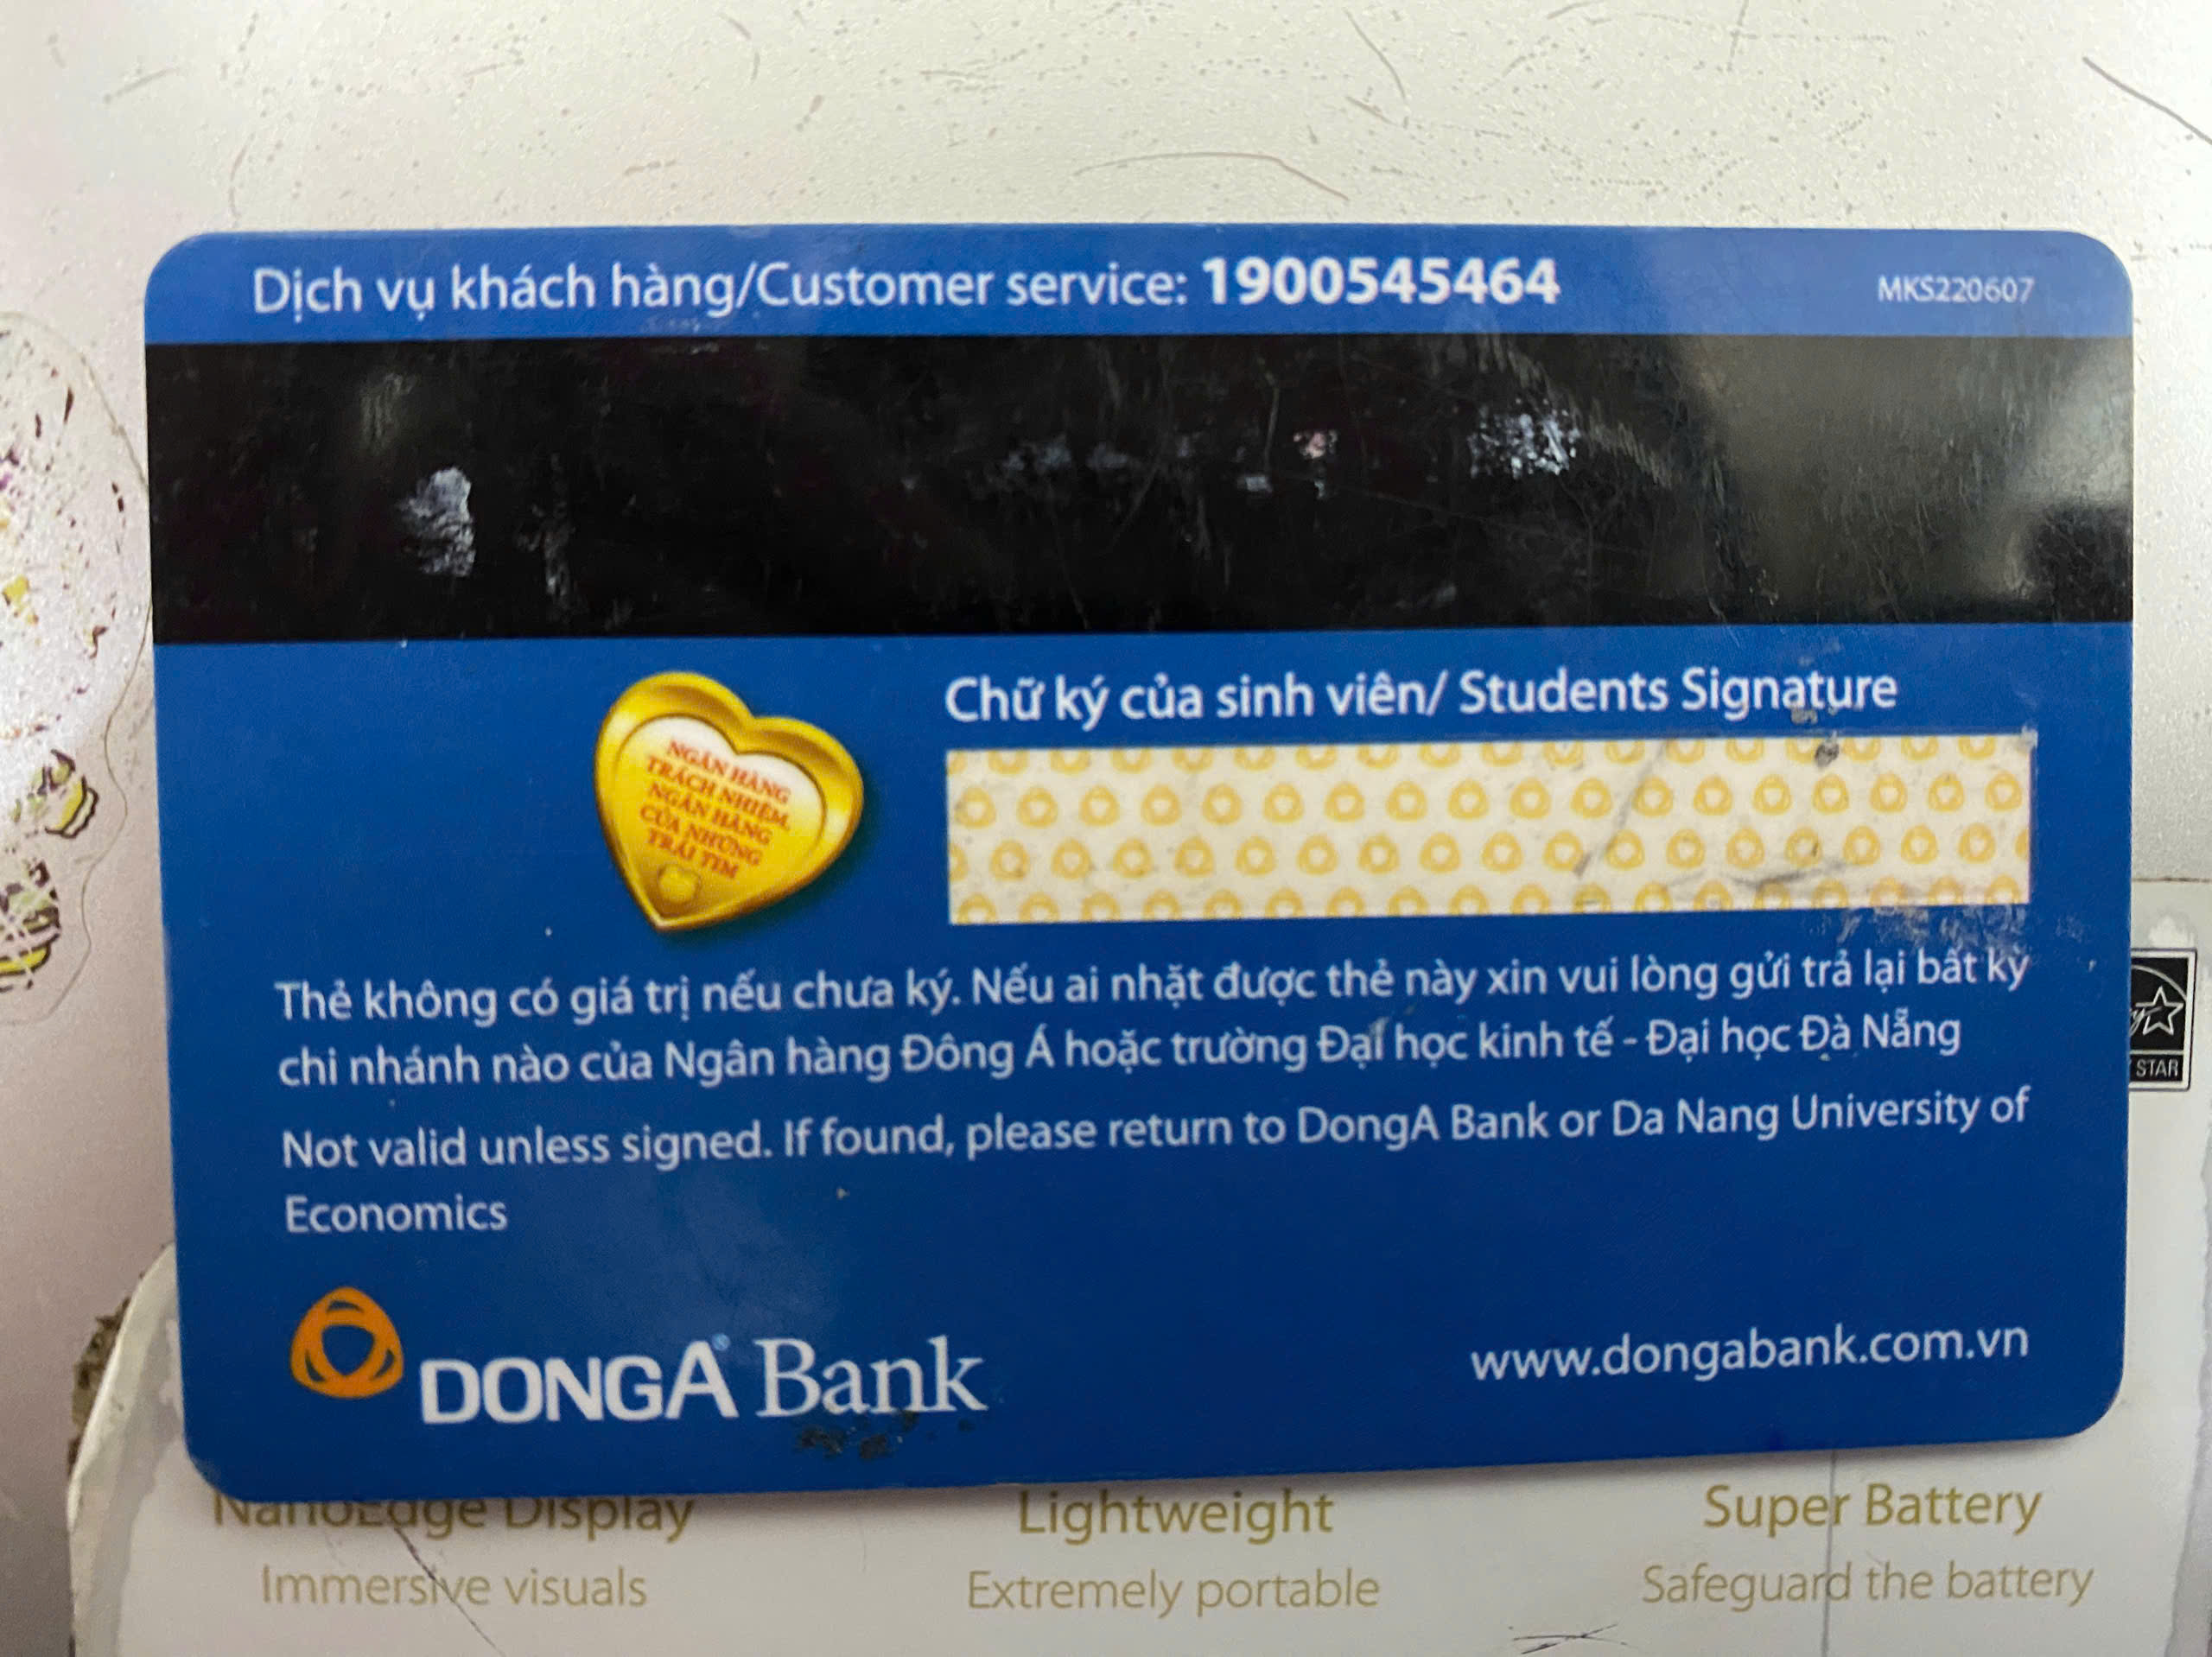 Dịch vụ khách hàng/Customer service: 1900545464
MKS220607
Chữ ký của sinh viên/ Students Signature
NGÂN HÀNG
TRÁCH NHIỆM,
NGÂN HÀNG
CỦA NHỮNG
TRÁI TIM
Thẻ không có giá trị nếu chưa ký. Nếu ai nhặt được thẻ này xin vui lòng gửi trả lại bất kỳ
chi nhánh nào của Ngân hàng Đông Á hoặc trường Đại học kinh tế - Đại học Đà Nẵng
Not valid unless signed. If found, please return to DongA Bank or Da Nang University of
Economics
DONGA® Bank
www.dongabank.com.vn
STAR
NanoEdge Display
Lightweight
Super Battery
Immersive visuals
Extremely portable
Safeguard the battery